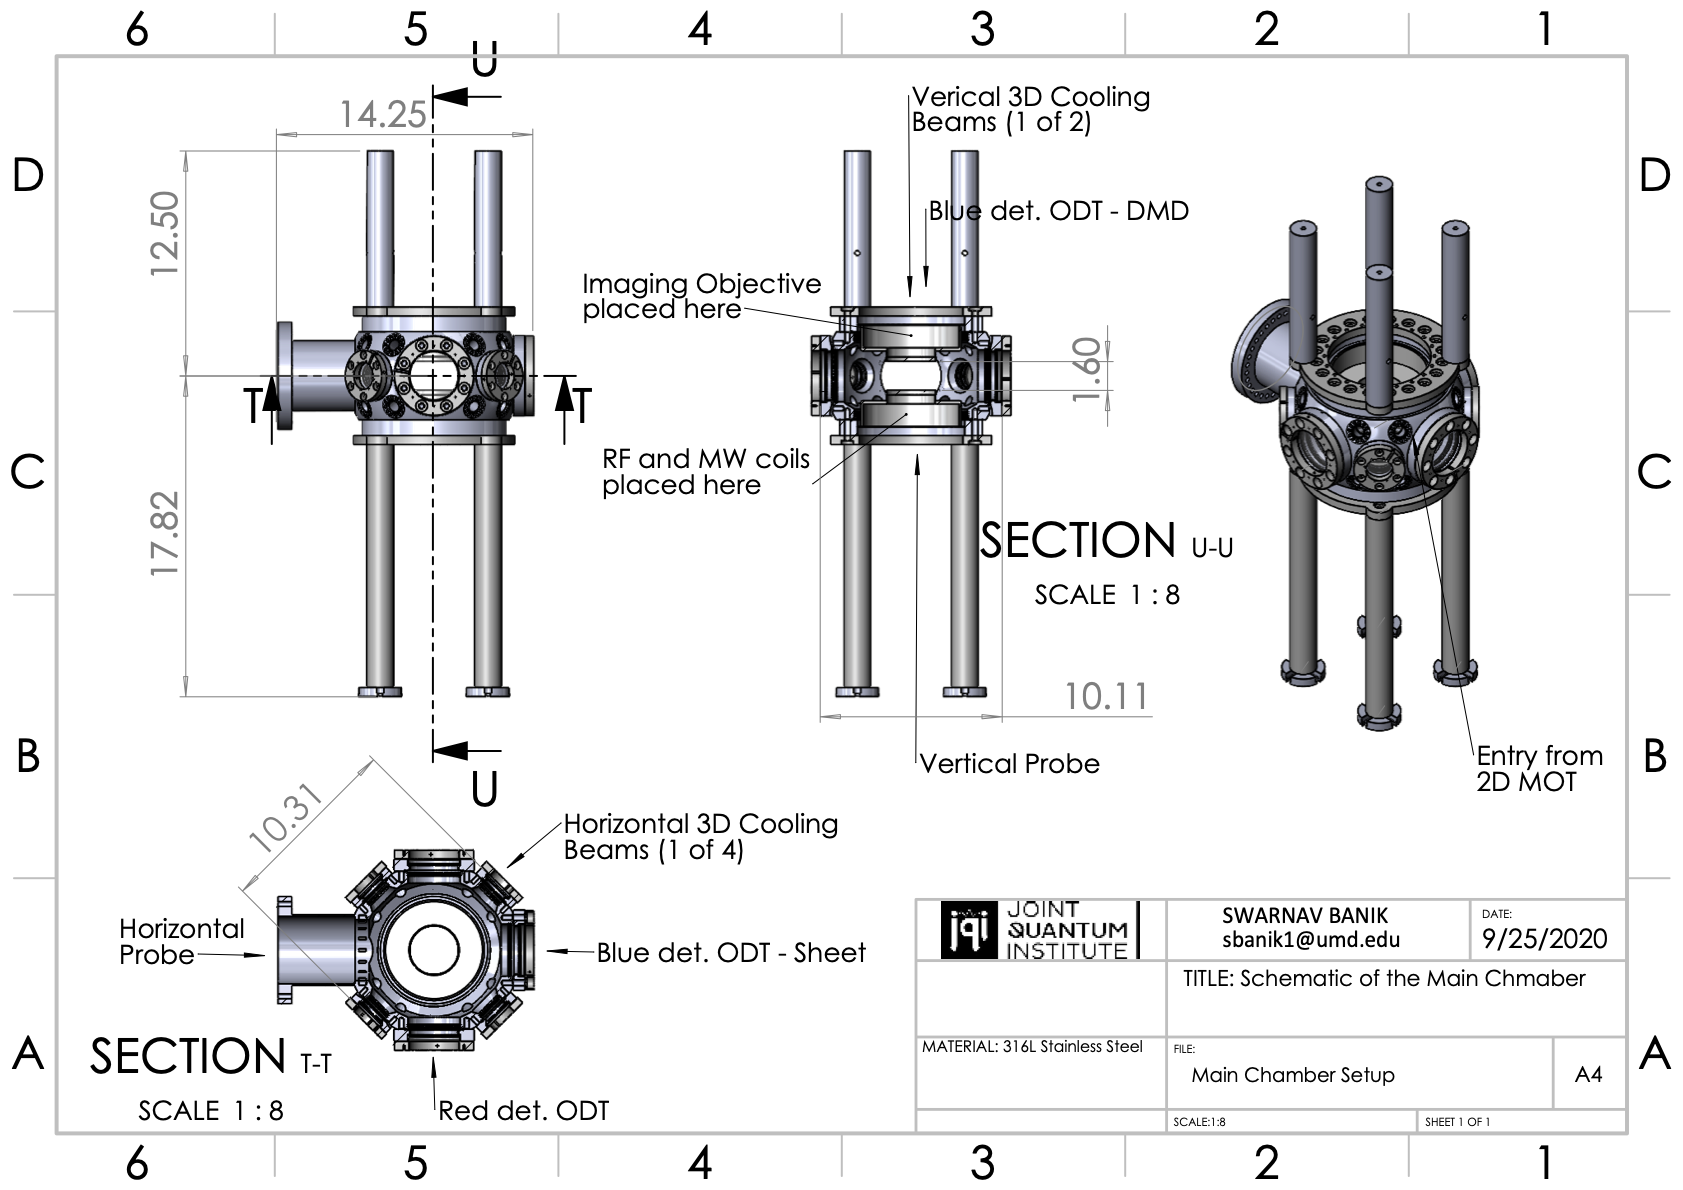 6 5 4 3 2 1
D
C
B
A
D
C
B
A
U
14.25
12.50
17.82
T
T
U
Verical 3D Cooling
Beams (1 of 2)
Blue det. ODT - DMD
Imaging Objective
placed here
1.60
RF and MW coils
placed here
SECTION U-U
SCALE 1 : 8
10.11
Vertical Probe
Entry from
2D MOT
10.31
Horizontal 3D Cooling
Beams (1 of 4)
Horizontal
Probe
Blue det. ODT - Sheet
SECTION T-T
SCALE 1 : 8
Red det. ODT
jqi
JOINT
QUANTUM
INSTITUTE
SWARNAV BANIK
sbanik1@umd.edu
DATE:
9/25/2020
TITLE: Schematic of the Main Chmaber
MATERIAL: 316L Stainless Steel
FILE:
Main Chamber Setup
A4
SCALE:1:8
SHEET 1 OF 1
6 5 4 3 2 1